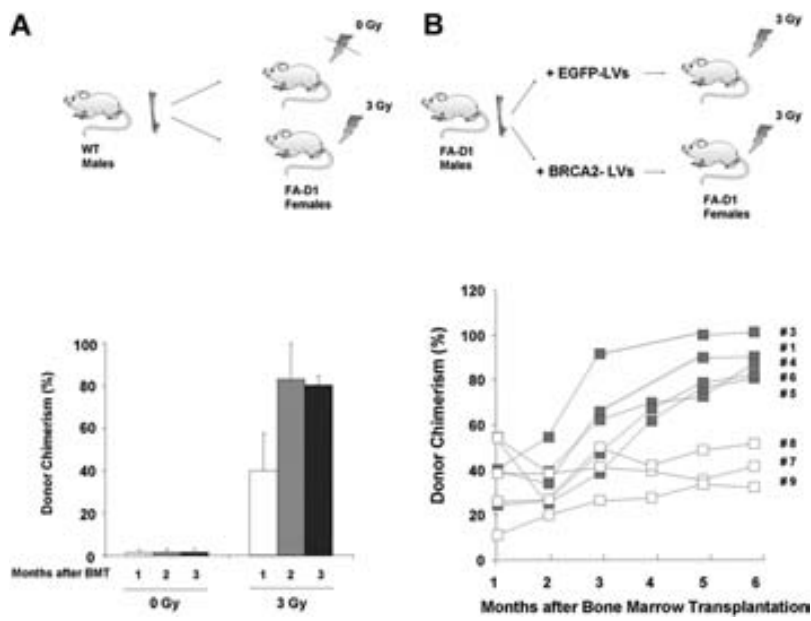 A
0 Gy
3 Gy
WT
Males
FA-D1
Females
B
+ EGFP-LVs
3 Gy
FA-D1
Males
+ BRCA2- LVs
3 Gy
FA-D1
Females
Donor Chimerism (%)
100
80
60
40
20
0
Months after BMT
1 2 3
1 2 3
0 Gy
3 Gy
Donor Chimerism (%)
120
100
80
60
40
20
0
# 3
# 1
# 4
# 6
# 5
# 8
# 7
# 9
1 2 3 4 5 6
Months after Bone Marrow Transplantation